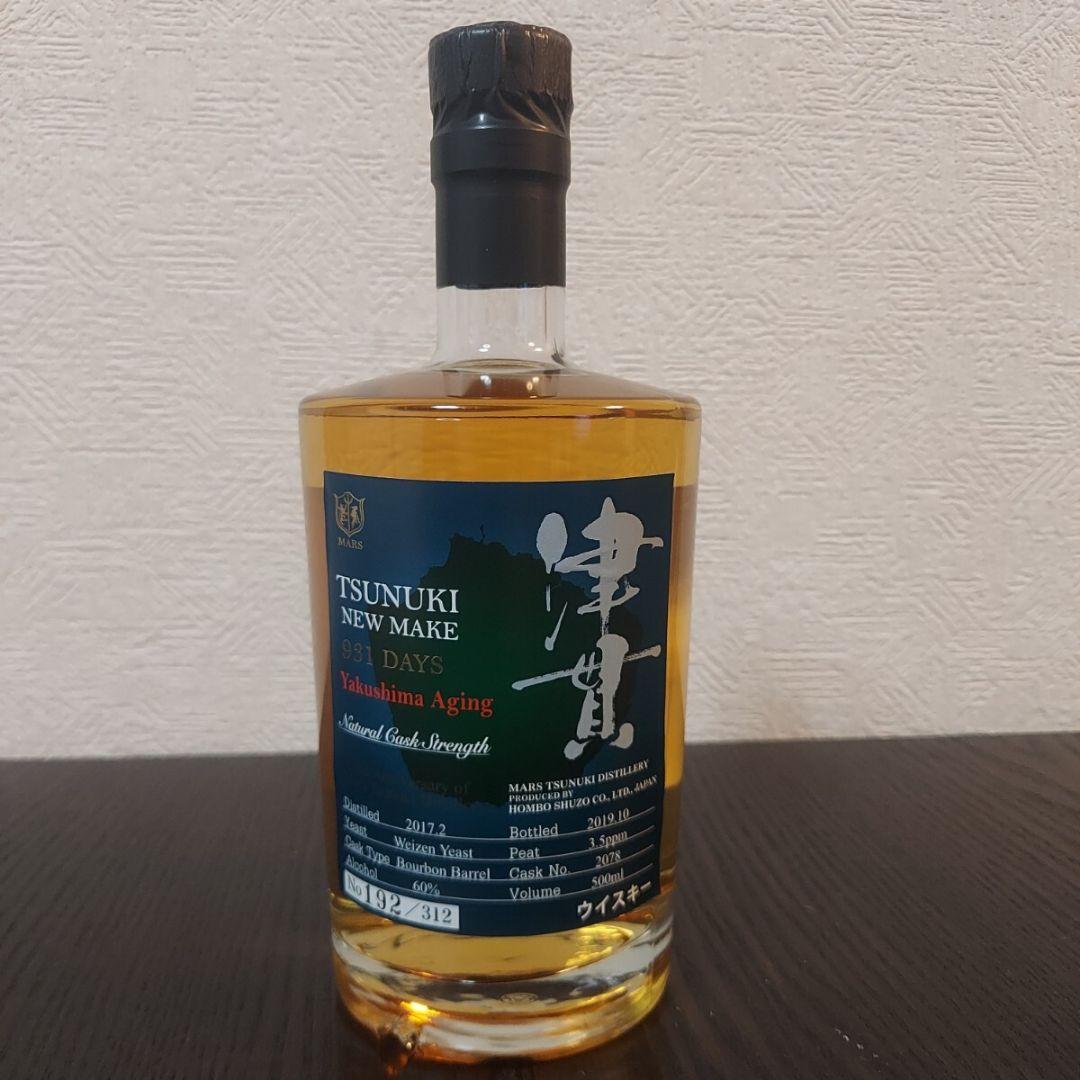 MARS
津貫
TSUNUKI
NEW MAKE
931 DAYS
Yakushima Aging
Natural Cask Strength
of
MARS TSUNUKI DISTILLERY
PRODUCED BY
HOMBO SHUZO CO., LTD., JAPAN
Distilled 2017.2
Yeast Weizen Yeast
Cask Type Bourbon Barrel
Alcohol 60%
Bottled 2019.10
Peat 3.5ppm
Cask No. 2078
Volume 500ml
No 192/312
ウイスキー